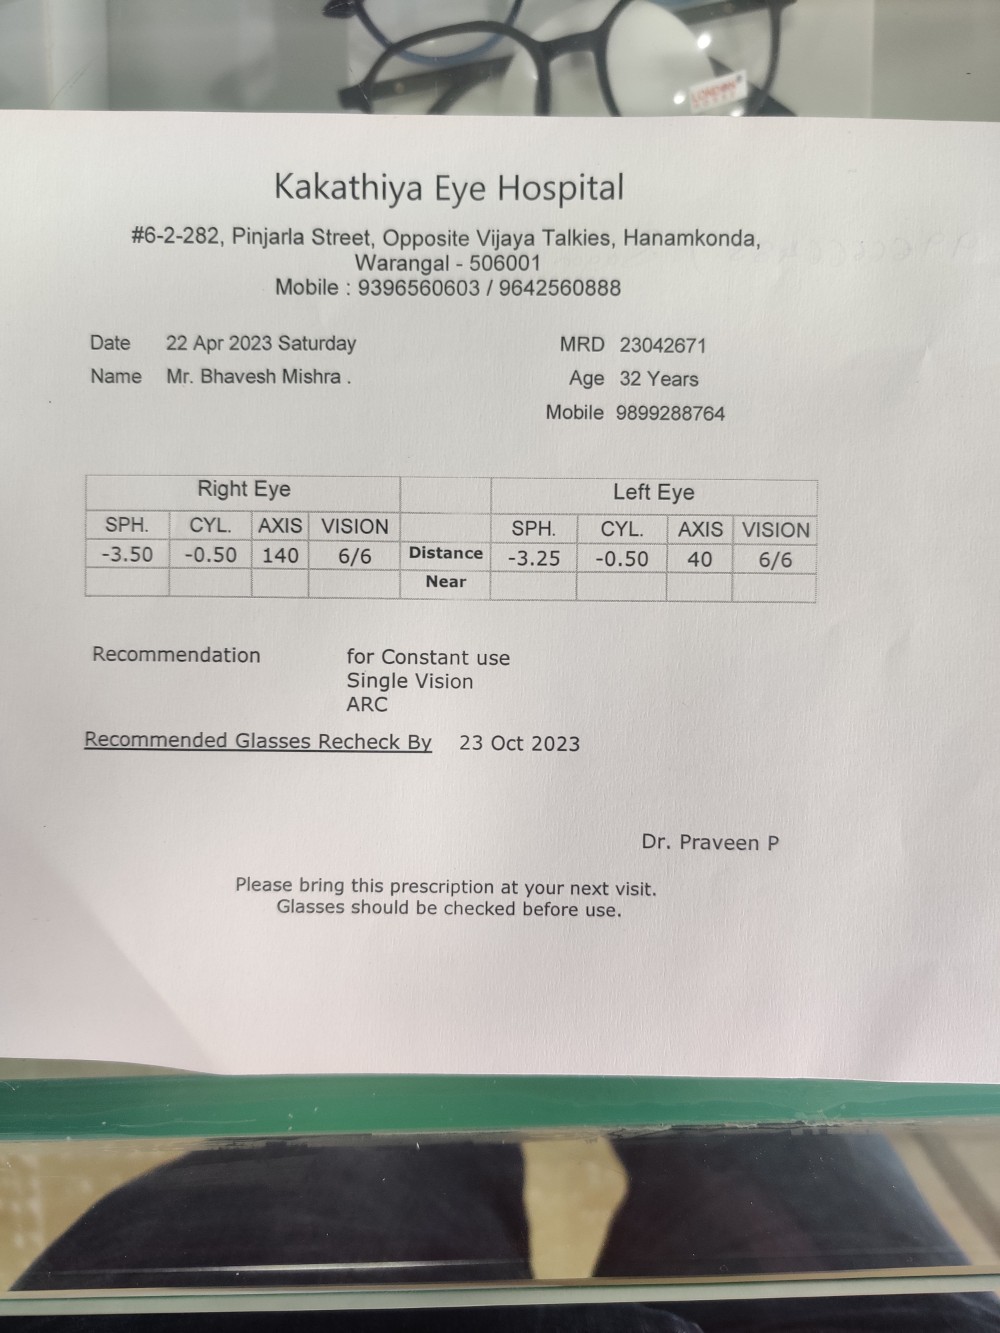 LONDON
Kakathiya Eye Hospital
#6-2-282, Pinjarla Street, Opposite Vijaya Talkies, Hanamkonda,
Warangal - 506001
Mobile : 9396560603 / 9642560888
Date 22 Apr 2023 Saturday MRD 23042671
Name Mr. Bhavesh Mishra . Age 32 Years
Mobile 9899288764
Right Eye Left Eye
SPH. CYL. AXIS VISION SPH. CYL. AXIS VISION
-3.50 -0.50 140 6/6 Distance -3.25 -0.50 40 6/6
Near
Recommendation for Constant use
Single Vision
ARC
Recommended Glasses Recheck By 23 Oct 2023
Dr. Praveen P
Please bring this prescription at your next visit.
Glasses should be checked before use.